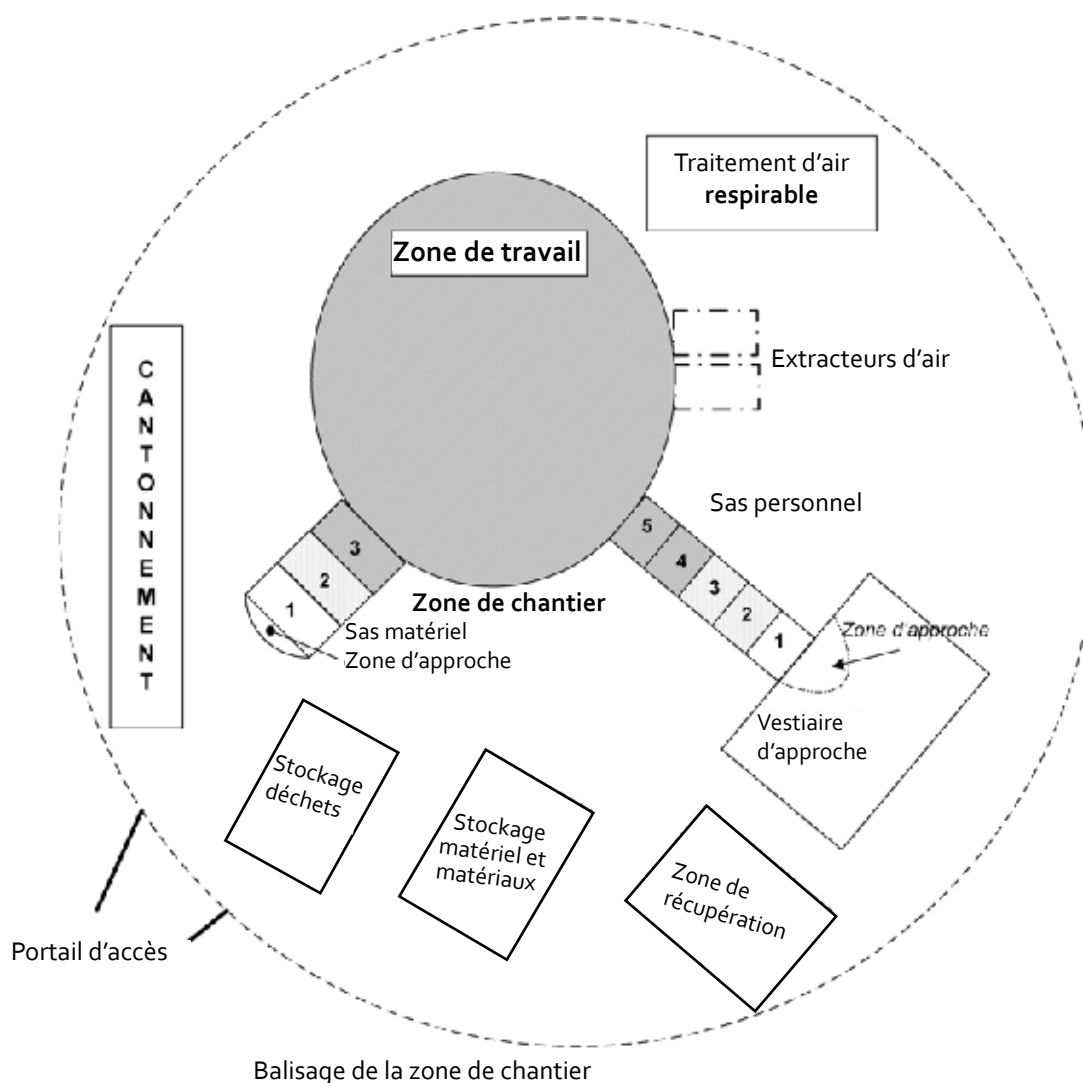 Traitement d'air
respirable
Zone de travail
Extracteurs d'air
CANTONNEMENT
Sas personnel
5
4
3
2
1
3
2
1
Zone de chantier
Sas matériel
Zone d'approche
Zone d'approche
Vestiaire
d'approche
Stockage
déchets
Stockage
matériel et
matériaux
Zone de
récupération
Portail d'accès
Balisage de la zone de chantier